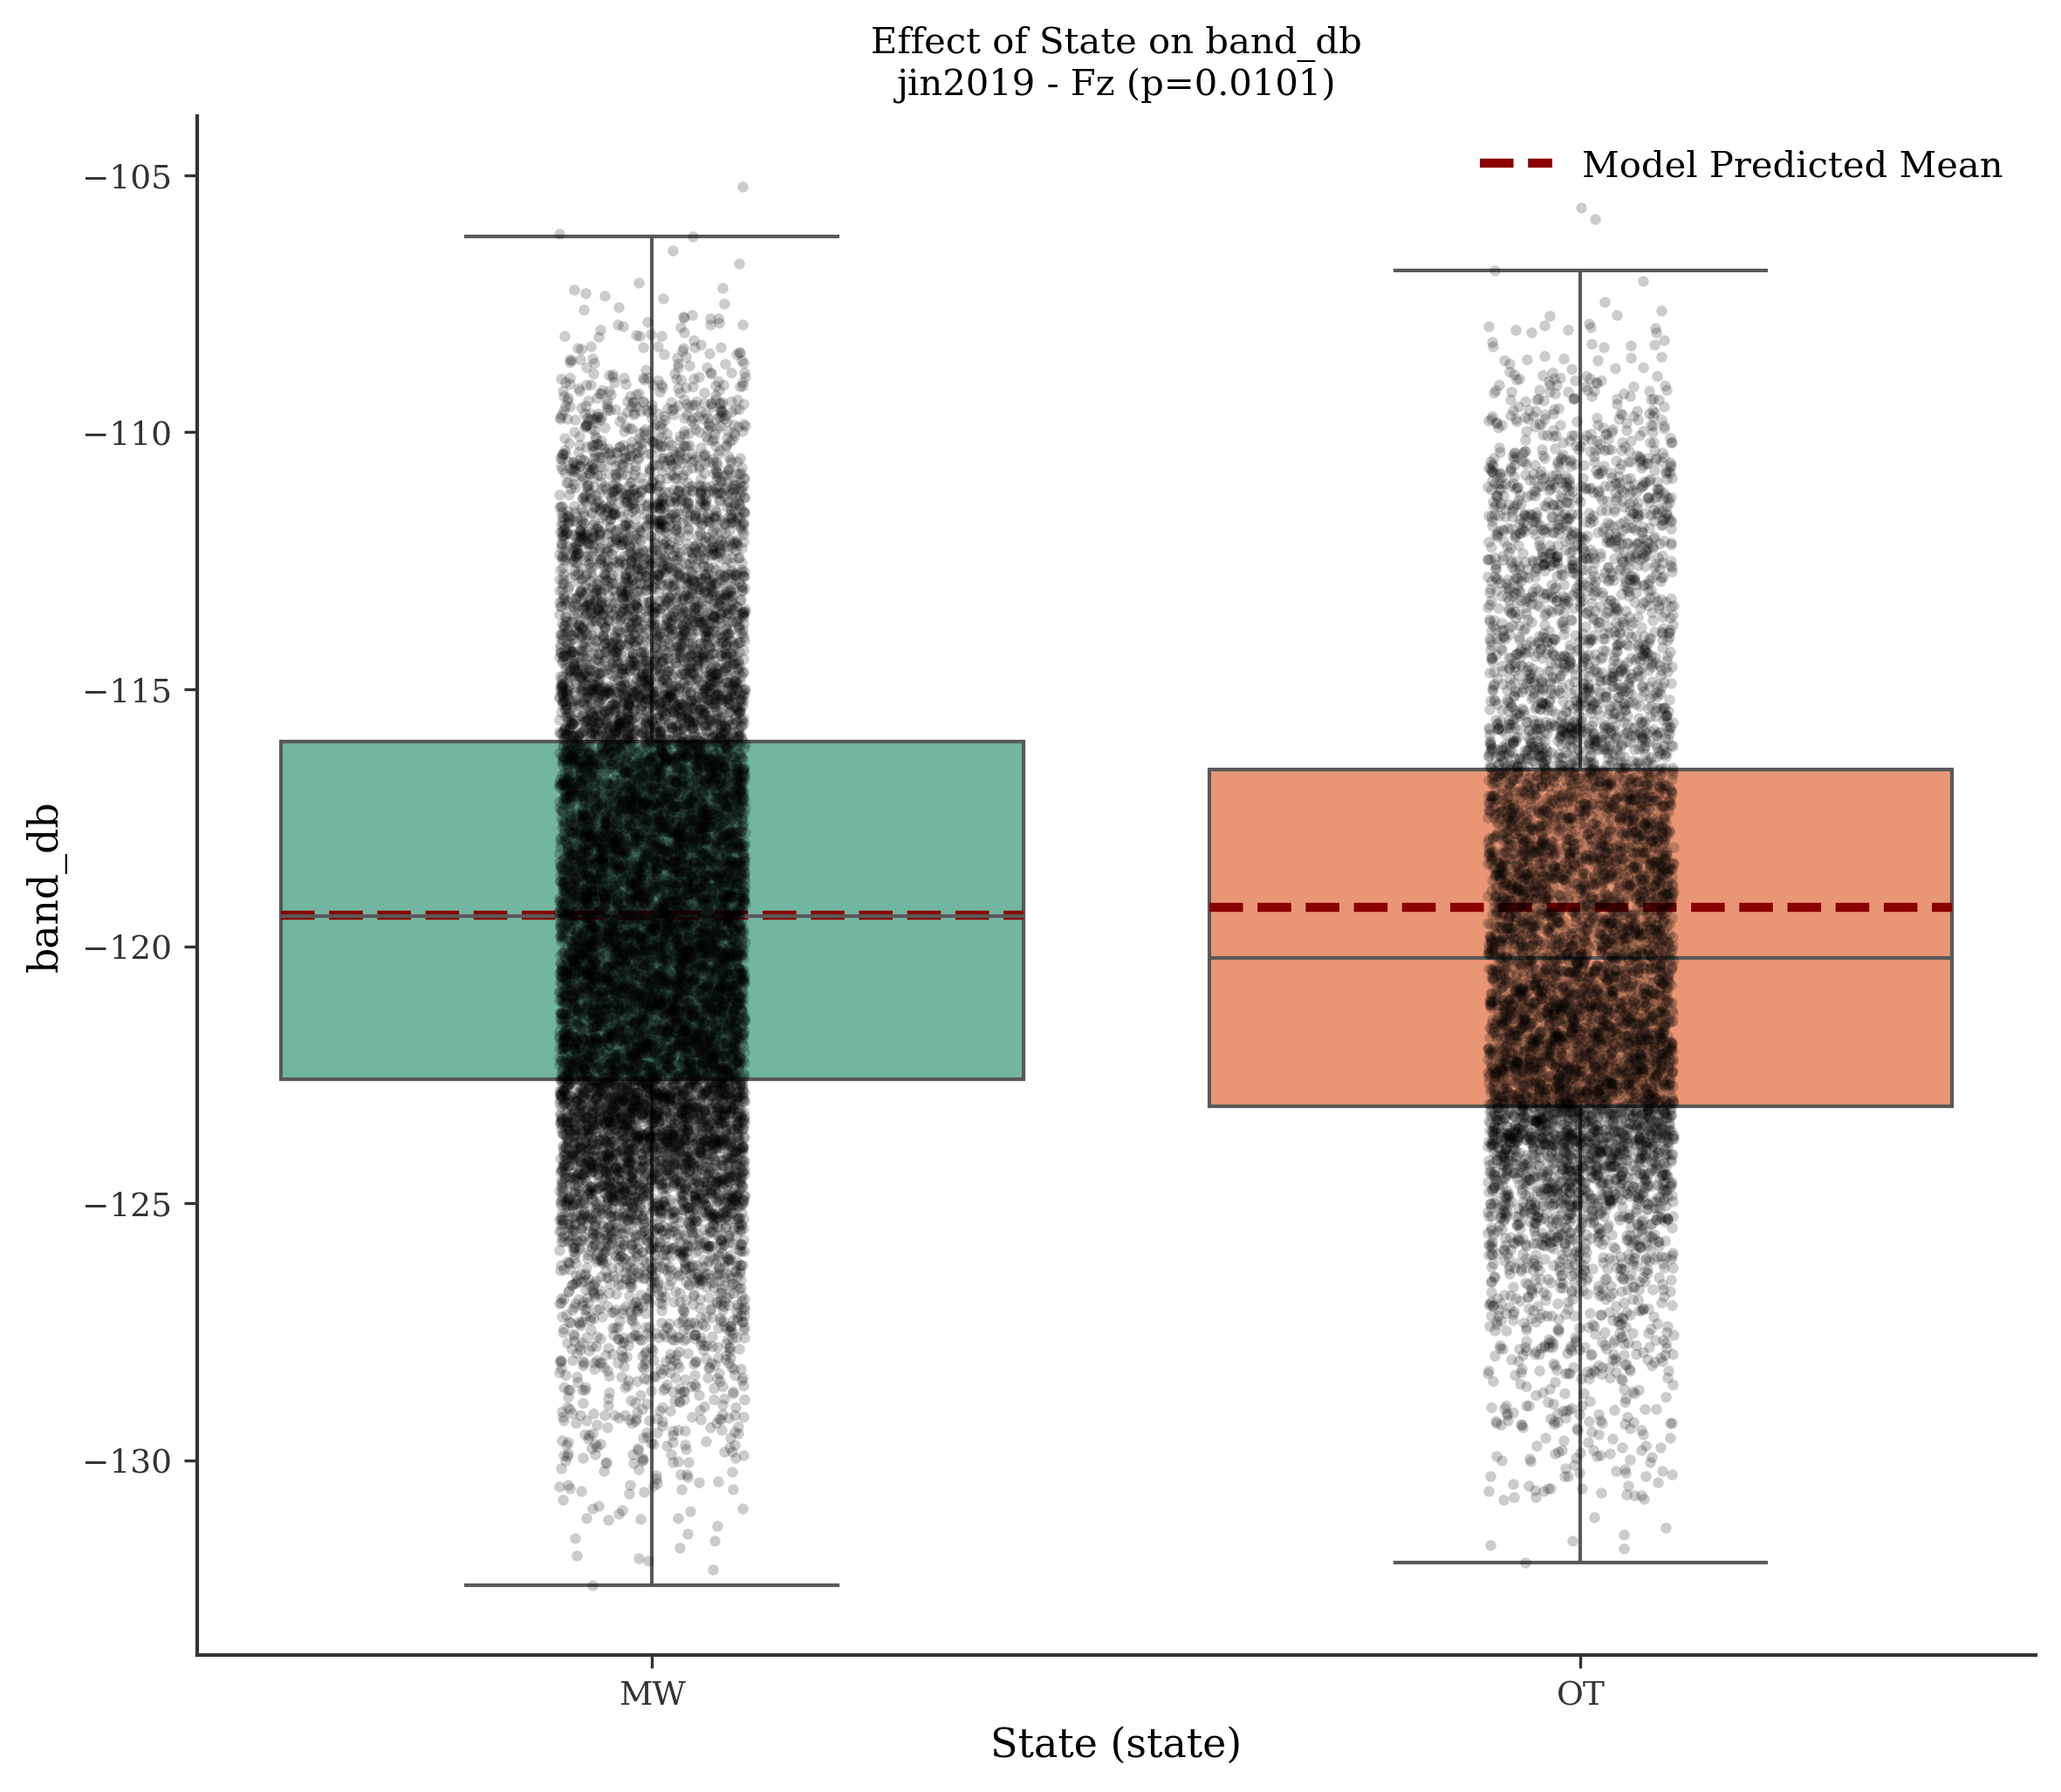 Effect of State on band_db
jin2019 - Fz (p=0.0101)
Model Predicted Mean
−105
−110
−115
−120
−125
−130
band_db
MW
OT
State (state)